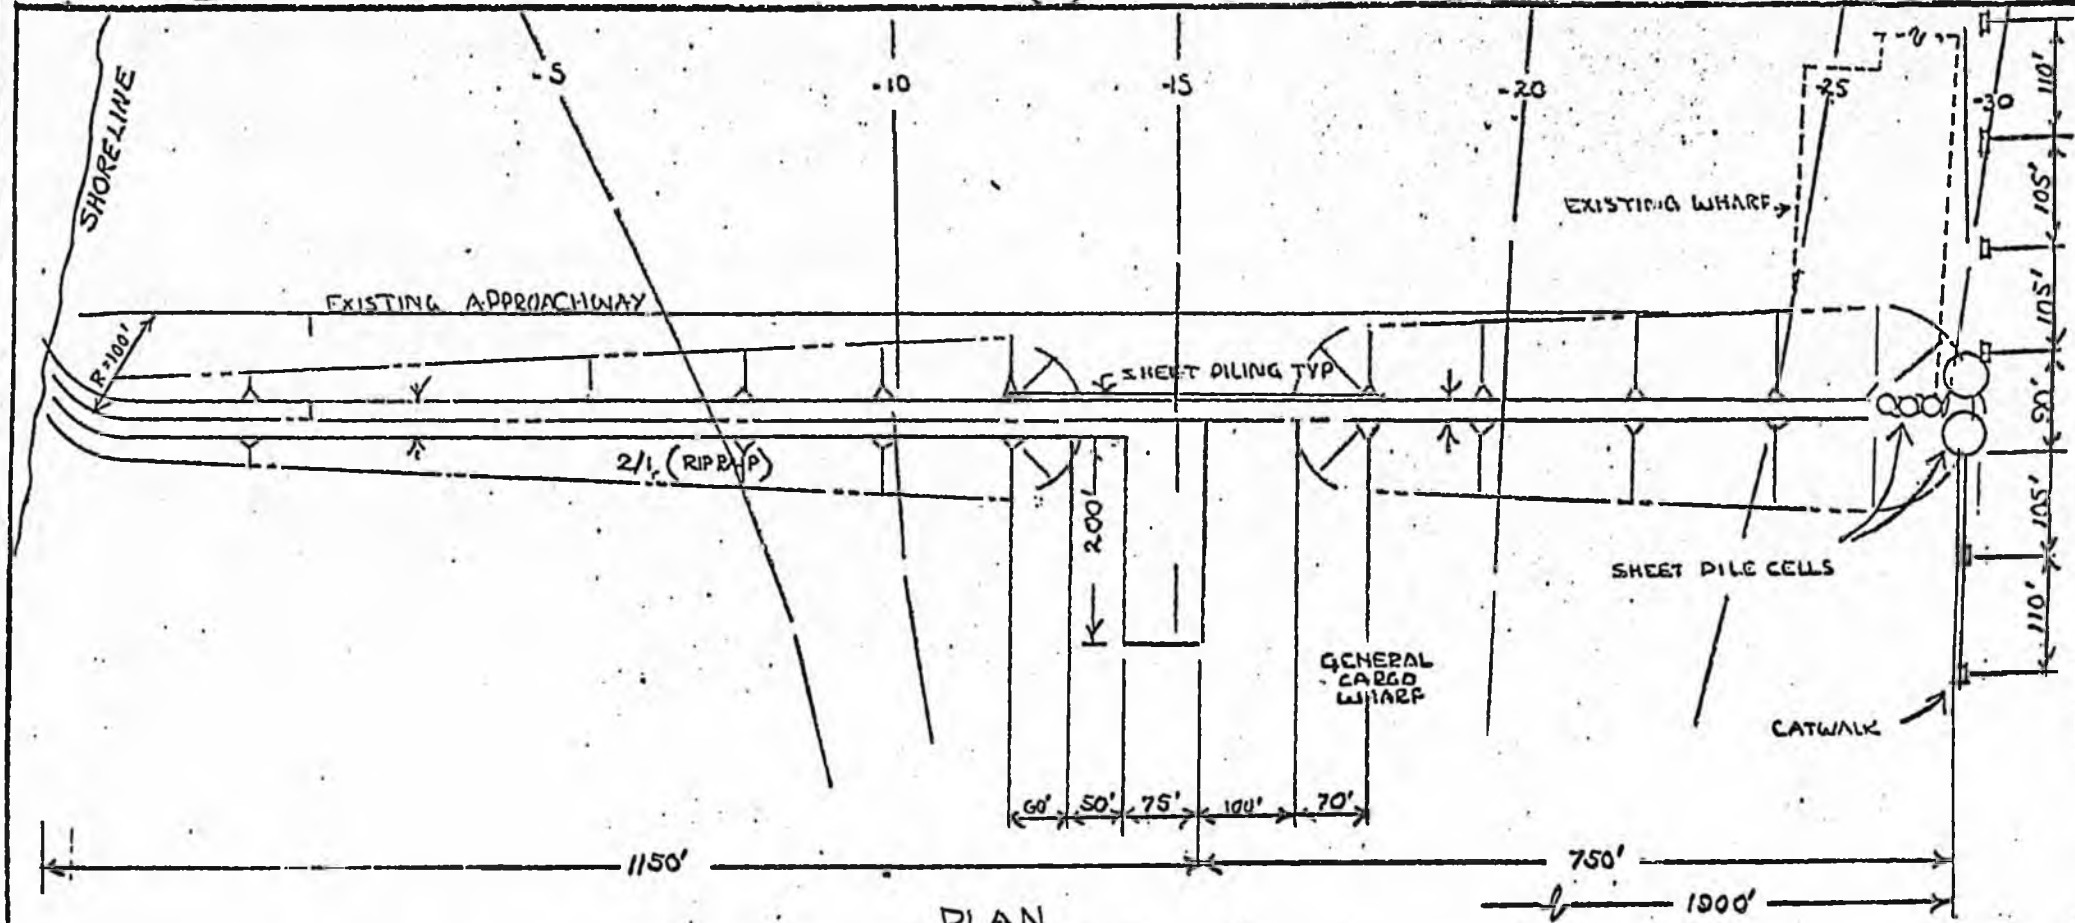 SHORELINE
-5
-10
-15
-20
-25
-30
110'
105'
EXISTING WHARF
105'
EXISTING APPROACHWAY
R=100'
SHEET PILING TYP
90'
2/1 (RIPRAP)
200'
105'
SHEET PILE CELLS
110'
GENERAL
CARGO
WHARF
CATWALK
60' 50' 75' 100' 70'
1150' 750'
1900'
PLAN